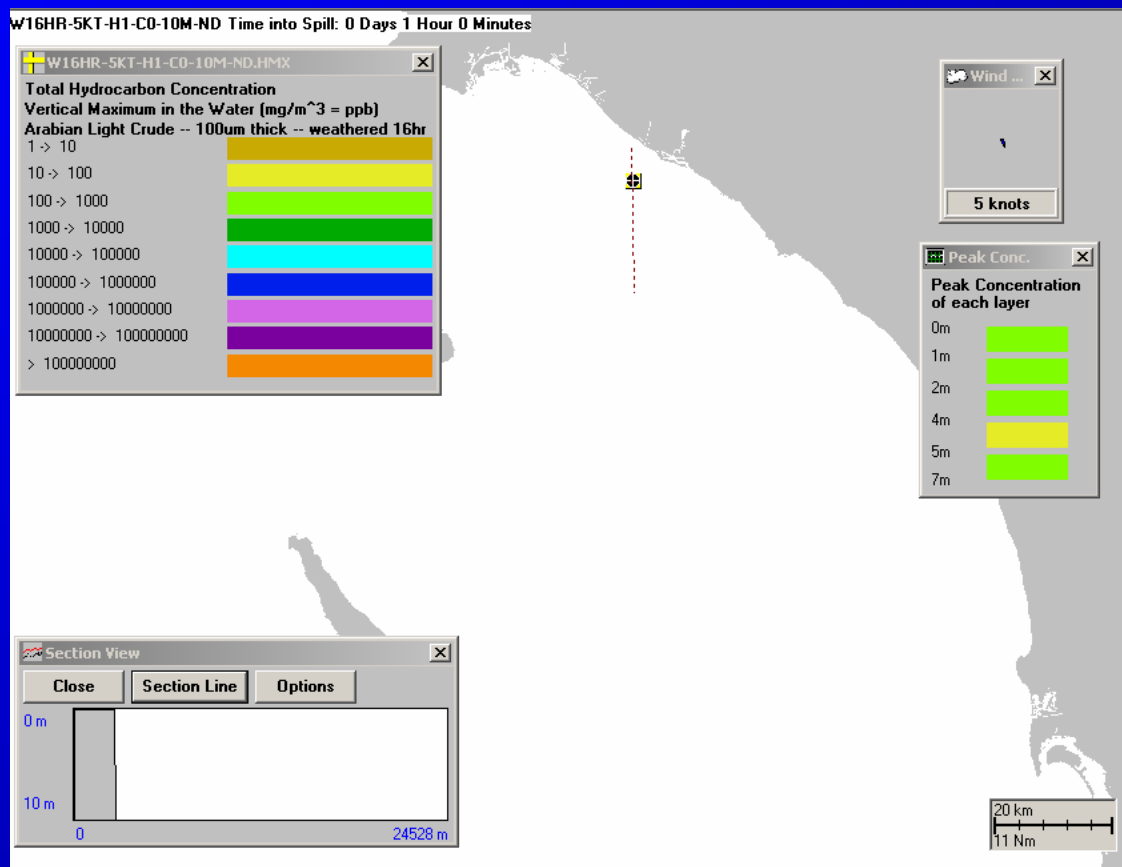 W16HR-5KT-H1-C0-10M-ND Time into Spill: 0 Days 1 Hour 0 Minutes
W16HR-5KT-H1-C0-10M-ND.HMX
Total Hydrocarbon Concentration
Vertical Maximum in the Water (mg/m^3 = ppb)
Arabian Light Crude -- 100um thick -- weathered 16hr
1 -> 10
10 -> 100
100 -> 1000
1000 -> 10000
10000 -> 100000
100000 -> 1000000
1000000 -> 10000000
10000000 -> 100000000
> 100000000
Wind ...
5 knots
Peak Conc.
Peak Concentration
of each layer
0m
1m
2m
4m
5m
7m
Section View
Close Section Line Options
0 m
10 m
0 24528 m
20 km
11 Nm